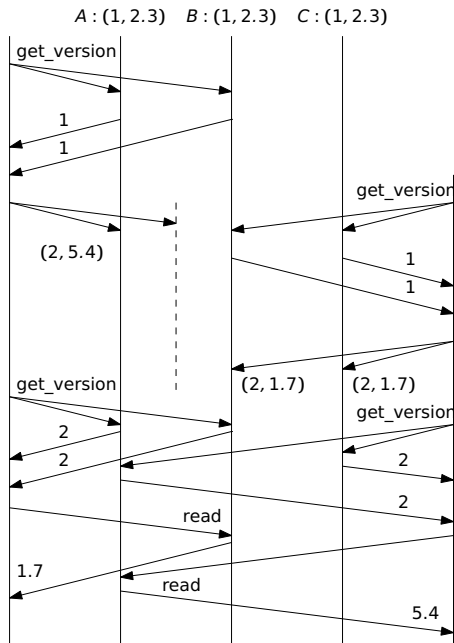 A : (1, 2.3) B : (1, 2.3) C : (1, 2.3)
get_version
1
1
get_version
(2, 5.4)
1
1
(2, 1.7) (2, 1.7)
get_version
get_version
2
2
2
2
read
1.7
read
5.4